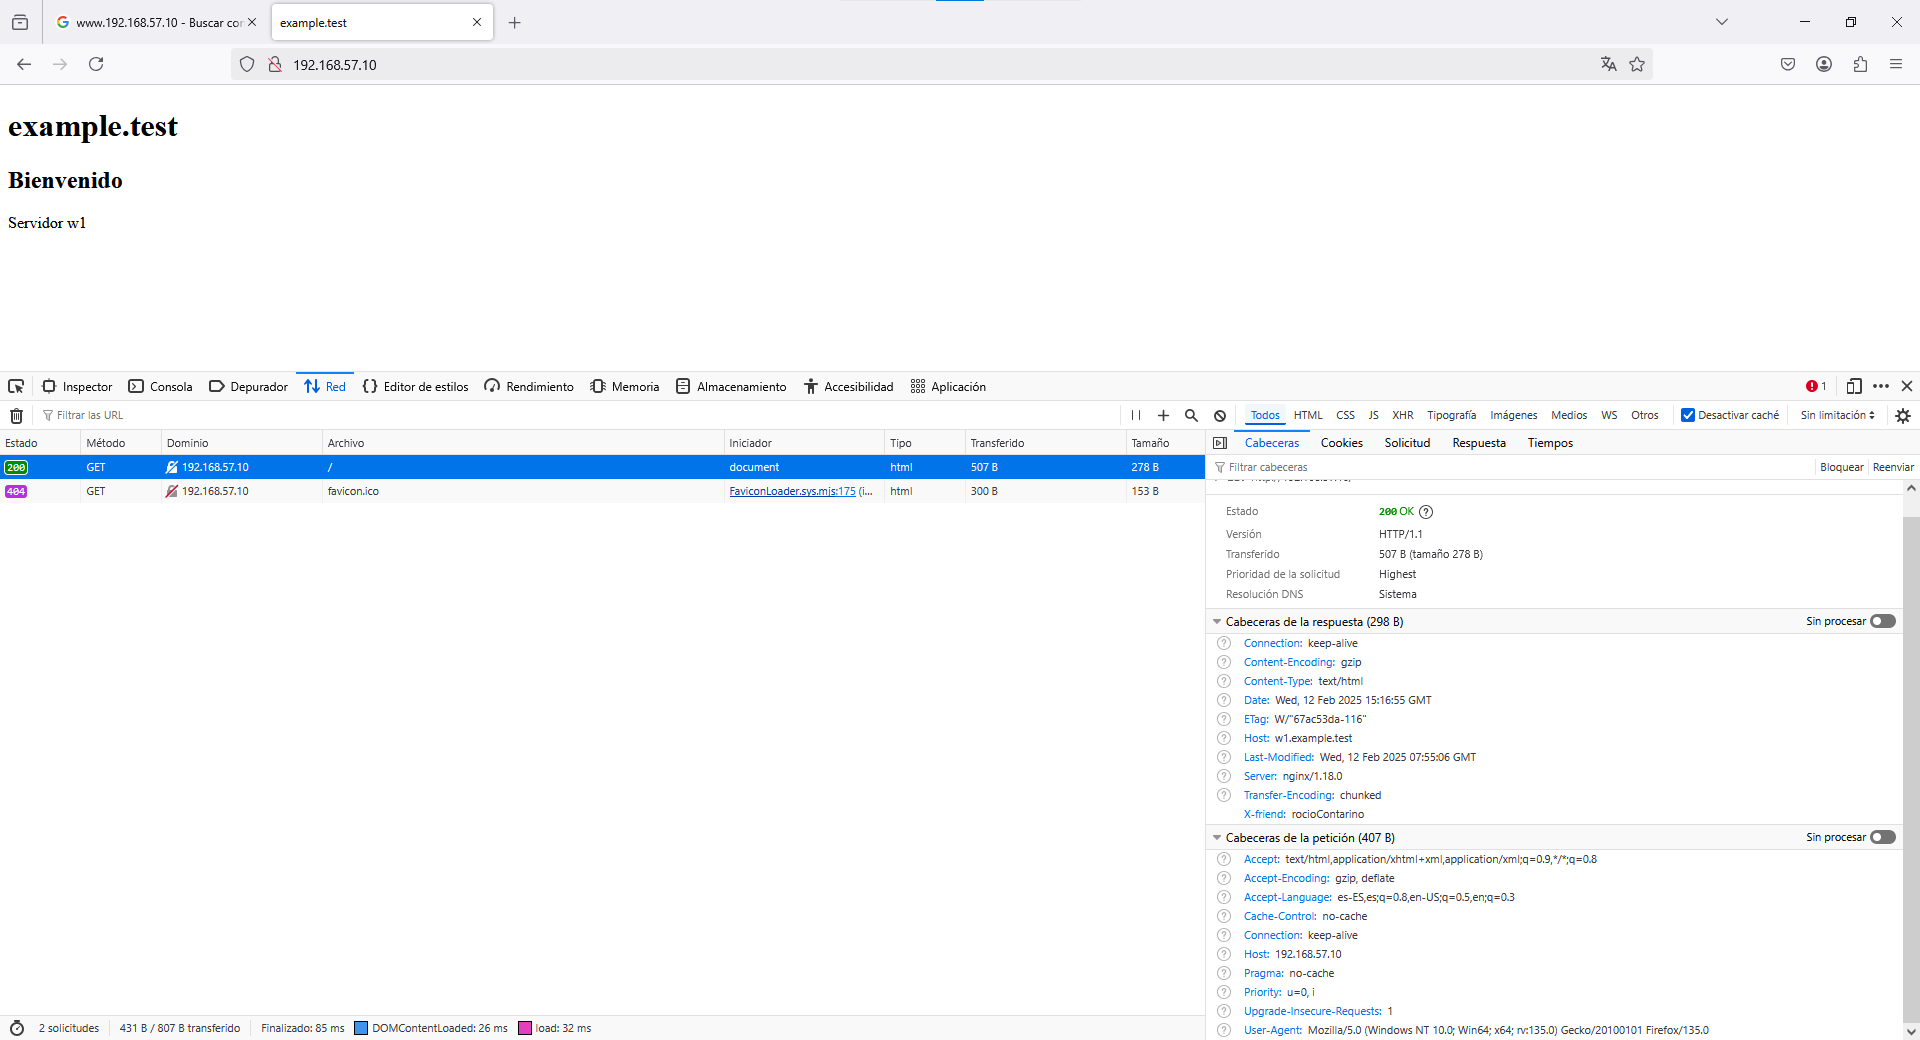 www.192.168.57.10 - Buscar con
example.test
192.168.57.10
example.test
Bienvenido
Servidor w1
Inspector Consola Depurador Red Editor de estilos Rendimiento Memoria Almacenamiento Accesibilidad Aplicación 1
Filtrar las URL Todos HTML CSS JS XHR Tipografía Imágenes Medios WS Otros Desactivar caché Sin limitación
Estado Método Dominio Archivo Iniciador Tipo Transferido Tamaño
200 GET 192.168.57.10 / document html 507 B 278 B
404 GET 192.168.57.10 favicon.ico FaviconLoader.sys.mjs:175 (i... html 300 B 153 B
Cabeceras Cookies Solicitud Respuesta Tiempos
Filtrar cabeceras Bloquear Reenviar
Estado 200 OK
Versión HTTP/1.1
Transferido 507 B (tamaño 278 B)
Prioridad de la solicitud Highest
Resolución DNS Sistema
Cabeceras de la respuesta (298 B) Sin procesar
Connection: keep-alive
Content-Encoding: gzip
Content-Type: text/html
Date: Wed, 12 Feb 2025 15:16:55 GMT
ETag: W/"67ac53da-116"
Host: w1.example.test
Last-Modified: Wed, 12 Feb 2025 07:55:06 GMT
Server: nginx/1.18.0
Transfer-Encoding: chunked
X-friend: rocioContarino
Cabeceras de la petición (407 B) Sin procesar
Accept: text/html,application/xhtml+xml,application/xml;q=0.9,*/*;q=0.8
Accept-Encoding: gzip, deflate
Accept-Language: es-ES,es;q=0.8,en-US;q=0.5,en;q=0.3
Cache-Control: no-cache
Connection: keep-alive
Host: 192.168.57.10
Pragma: no-cache
Priority: u=0, i
Upgrade-Insecure-Requests: 1
User-Agent: Mozilla/5.0 (Windows NT 10.0; Win64; x64; rv:135.0) Gecko/20100101 Firefox/135.0
2 solicitudes 431 B / 807 B transferido Finalizado: 85 ms DOMContentLoaded: 26 ms load: 32 ms